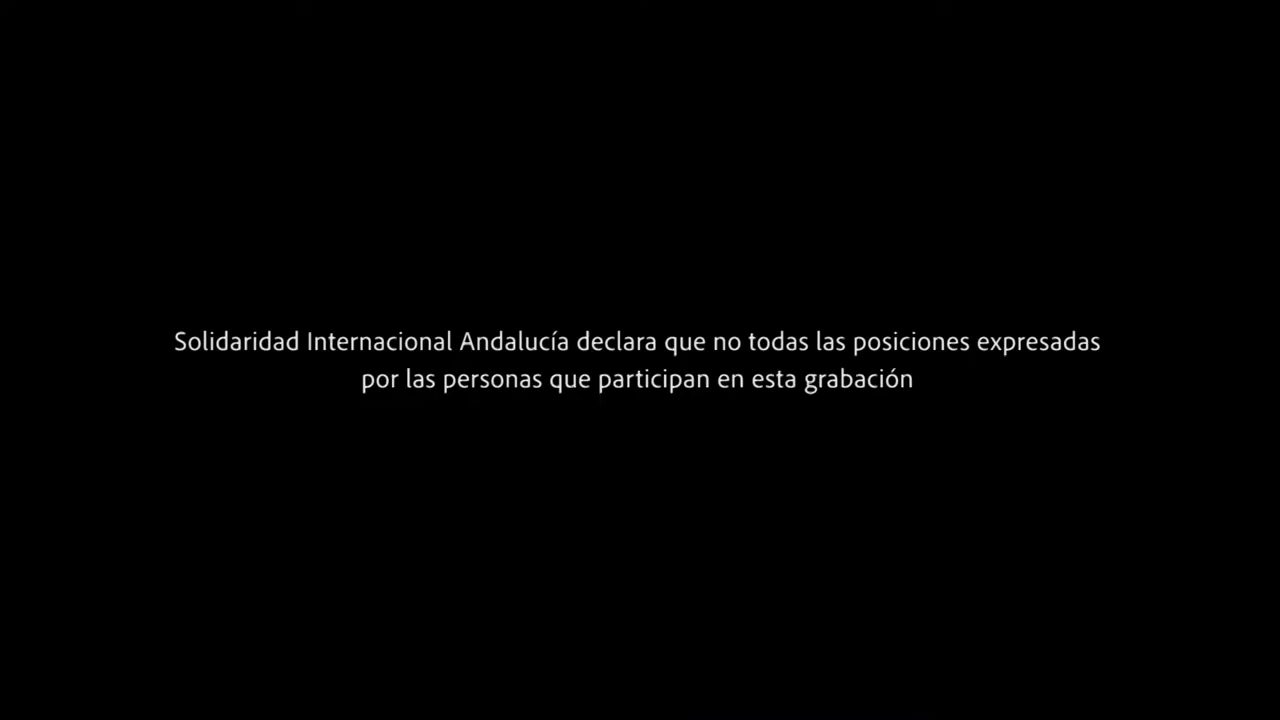 Solidaridad Internacional Andalucía declara que no todas las posiciones expresadas
por las personas que participan en esta grabación